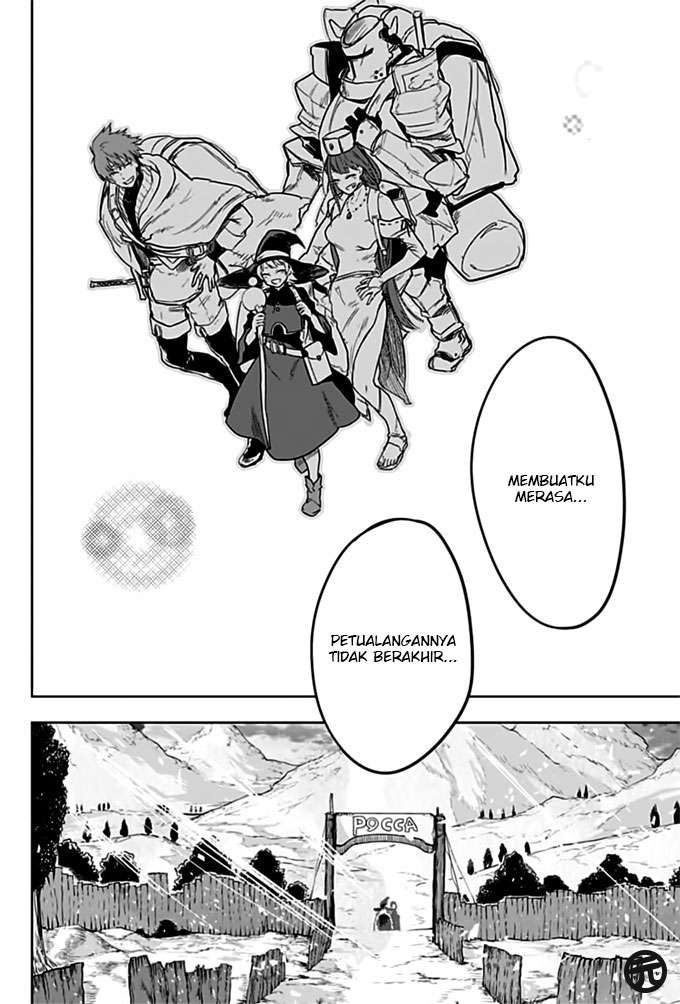 MEMBUATKU
MERASA...
PETUALANGANNYA
TIDAK BERAKHIR...
POCCA